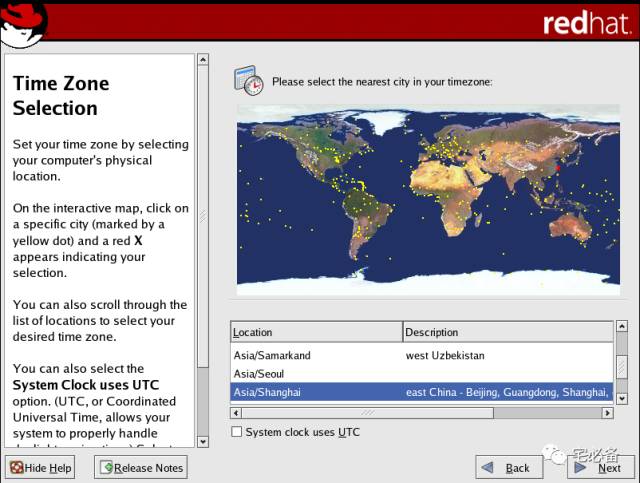 redhat.
Time Zone
Selection
Set your time zone by selecting
your computer's physical
location.
On the interactive map, click on
a specific city (marked by a
yellow dot) and a red X
appears indicating your
selection.
You can also scroll through the
list of locations to select your
desired time zone.
You can also select the
System Clock uses UTC
option. (UTC, or Coordinated
Universal Time, allows your
system to properly handle
Please select the nearest city in your timezone:
Location Description
Asia/Samarkand west Uzbekistan
Asia/Seoul
Asia/Shanghai east China - Beijing, Guangdong, Shanghai,
System clock uses UTC
Hide Help
Release Notes
Back
Next
宅必备